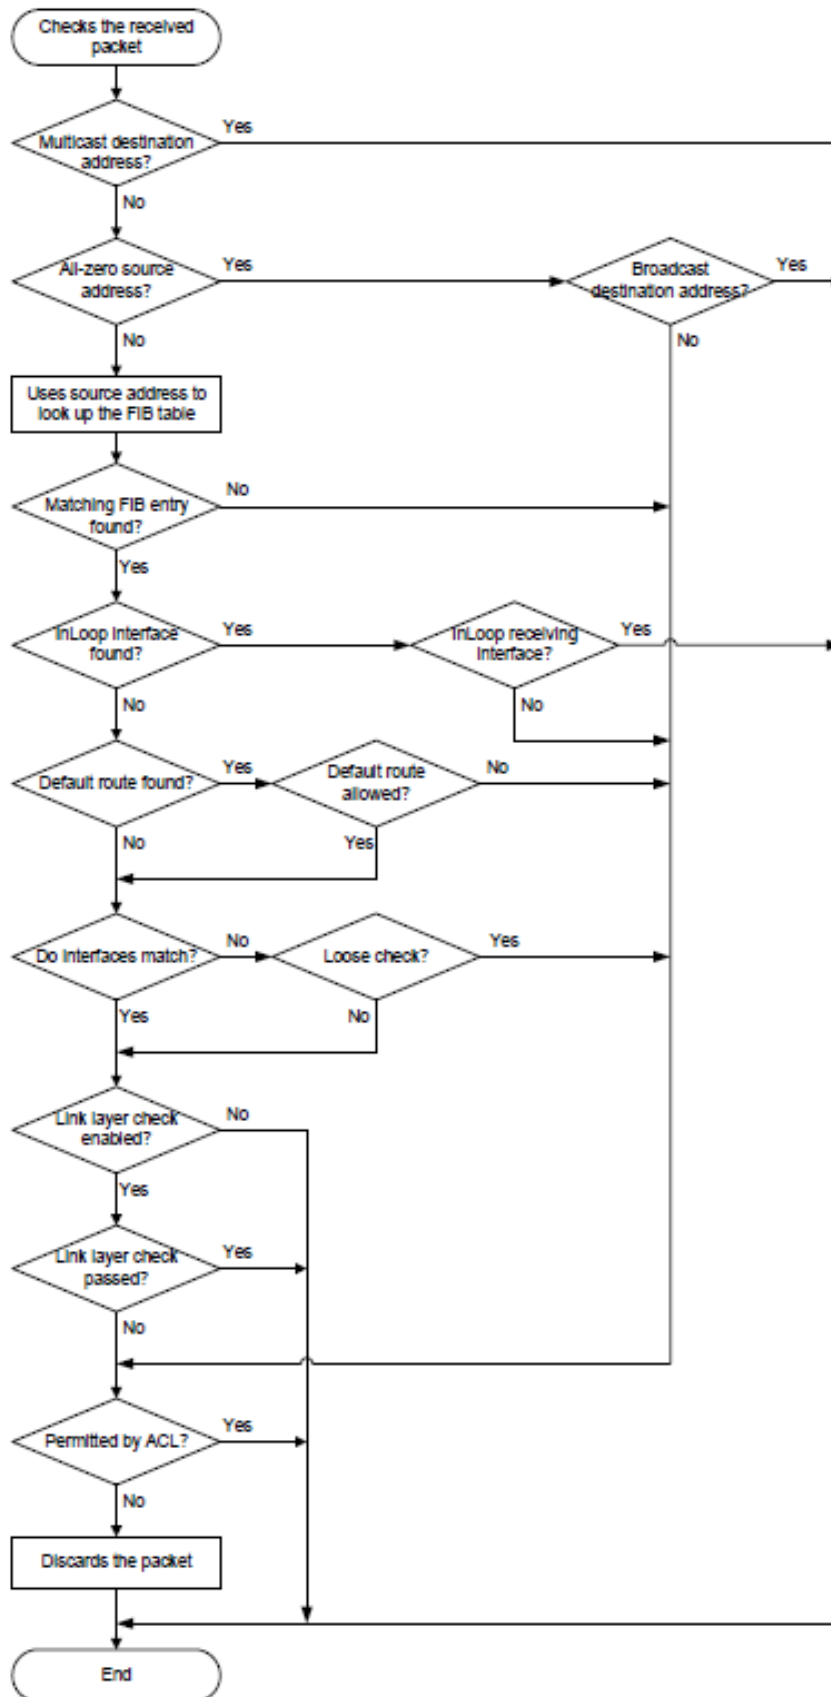 Checks the received
packet
Yes
Multicast destination
address?
No
All-zero source
address?
Yes
Broadcast
destination address?
Yes
No
No
Uses source address to
look up the FIB table
No
Matching FIB entry
found?
Yes
InLoop interface
found?
Yes
InLoop receiving
interface?
Yes
No
No
Default route found?
Yes
Default route
allowed?
No
No
Yes
Do interfaces match?
No
Loose check?
Yes
Yes
No
Link layer check
enabled?
No
Yes
Link layer check
passed?
Yes
No
Permitted by ACL?
Yes
No
Discards the packet
End